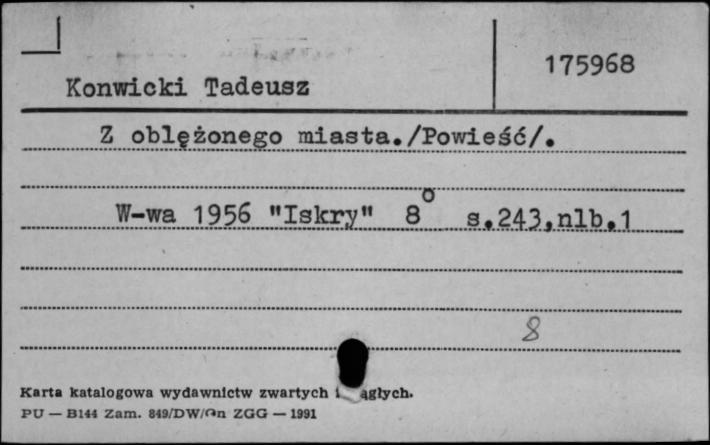 175968
Konwicki Tadeusz
Z oblężonego miasta./Powieść/.
W-wa 1956 "Iskry" 8° s.243,nlb.1
8
Karta katalogowa wydawnictw zwartych i ągłych.
PU — B144 Zam. 849/DW/On ZGG — 1991